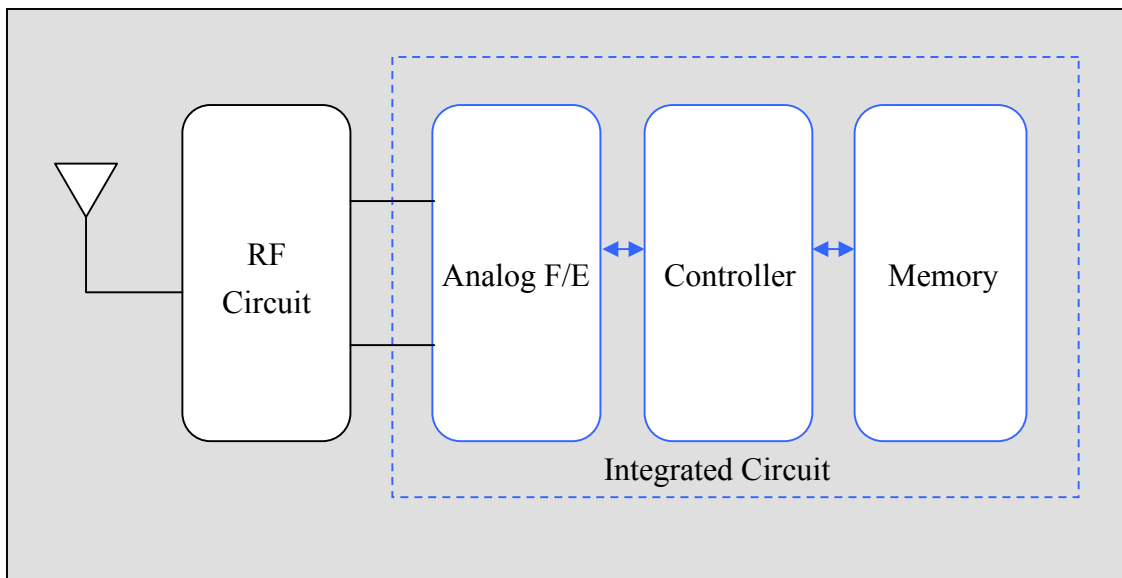 RF
Circuit
Analog F/E
Controller
Memory
Integrated Circuit